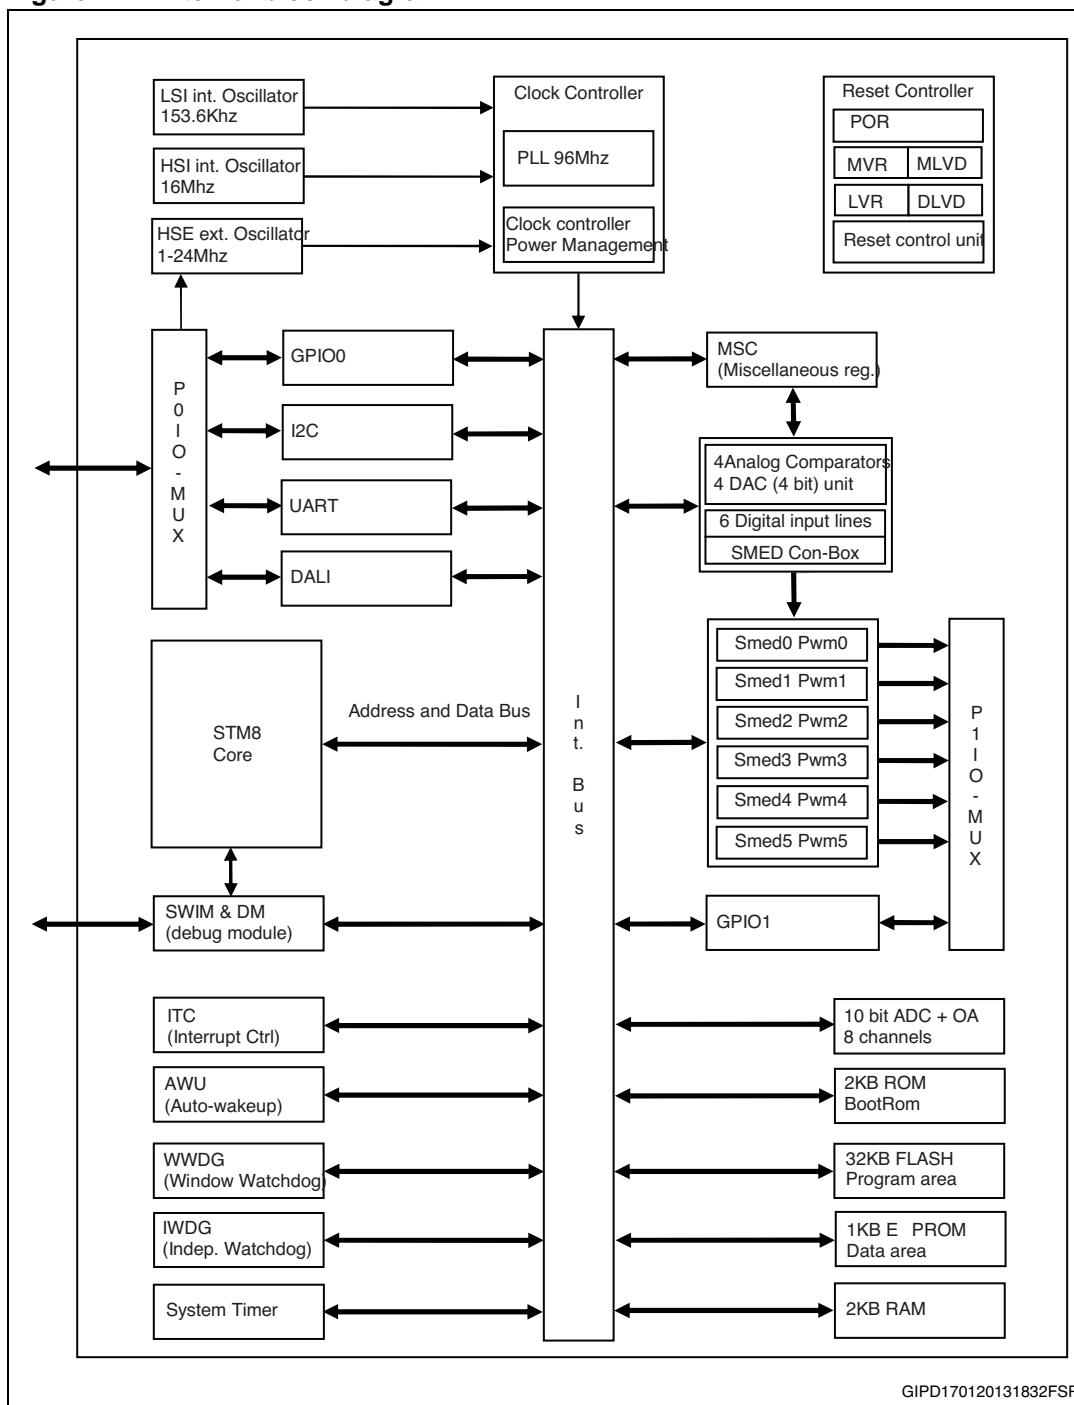 LSI int. Oscillator
153.6Khz
HSI int. Oscillator
16Mhz
HSE ext. Oscillator
1-24Mhz
Clock Controller
PLL 96Mhz
Clock controller
Power Management
Reset Controller
POR
MVR
MLVD
LVR
DLVD
Reset control unit
P
0
I
O
-
M
U
X
GPIO0
I2C
UART
DALI
MSC
(Miscellaneous reg.)
4Analog Comparators
4 DAC (4 bit) unit
6 Digital input lines
SMED Con-Box
Smed0 Pwm0
Smed1 Pwm1
Smed2 Pwm2
Smed3 Pwm3
Smed4 Pwm4
Smed5 Pwm5
P
1
I
O
-
M
U
X
STM8
Core
Address and Data Bus
I
n
t.
B
u
s
SWIM & DM
(debug module)
GPIO1
ITC
(Interrupt Ctrl)
AWU
(Auto-wakeup)
WWDG
(Window Watchdog)
IWDG
(Indep. Watchdog)
System Timer
10 bit ADC + OA
8 channels
2KB ROM
BootRom
32KB FLASH
Program area
1KB E PROM
Data area
2KB RAM
GIPD170120131832FSR